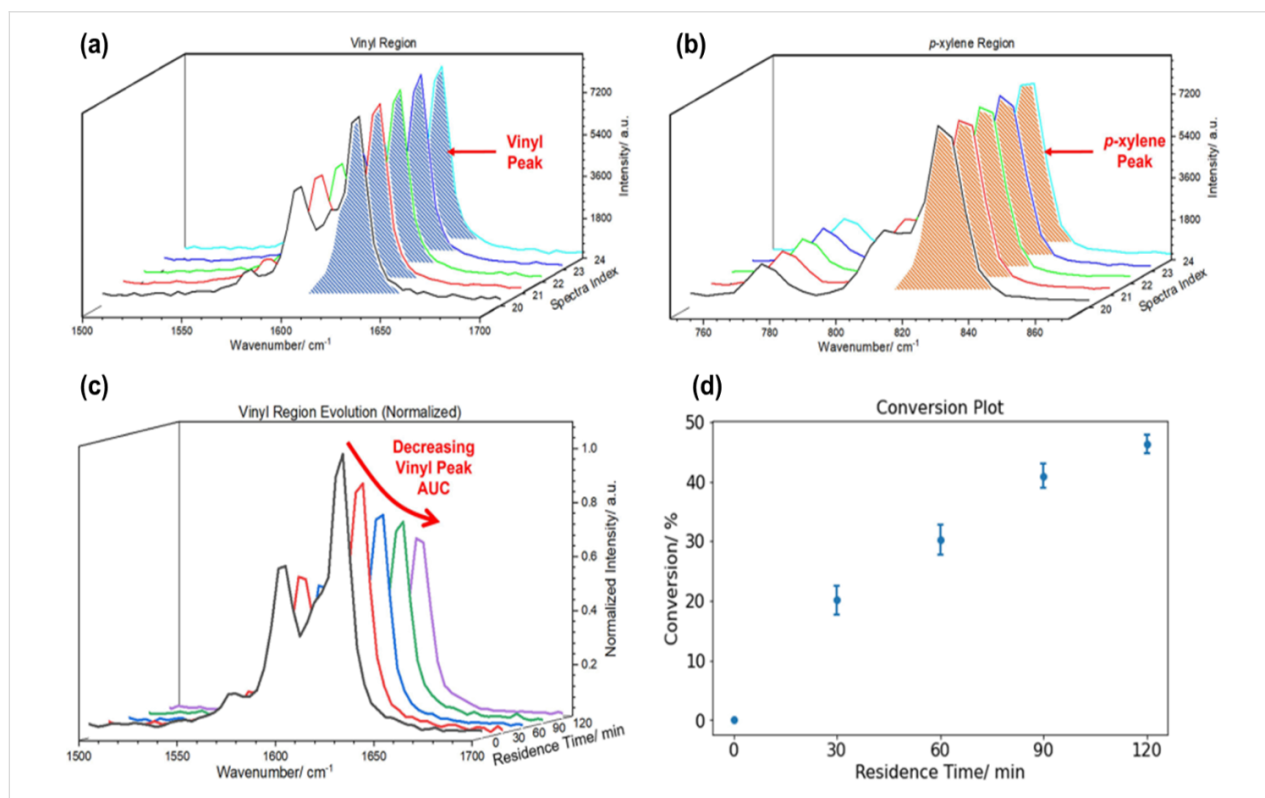 (a)
Vinyl Region
Vinyl
Peak
7200
5400
3600
1800
Intensity/ a.u.
24
23
22
21
20
Spectra Index
1500
1550
1600
1650
1700
Wavenumber/ cm⁻¹
(b)
p-xylene Region
p-xylene
Peak
7200
5400
3600
1800
Intensity/ a.u.
24
23
22
21
20
Spectra Index
760
780
800
820
840
860
Wavenumber/ cm⁻¹
(c)
Vinyl Region Evolution (Normalized)
Decreasing
Vinyl Peak
AUC
1.0
0.8
0.6
0.4
0.2
Normalized Intensity/ a.u.
0 30 60 90 120
Residence Time/ min
1500
1550
1600
1650
1700
Wavenumber/ cm⁻¹
(d)
Conversion Plot
50
40
30
20
10
0
Conversion/ %
0 30 60 90 120
Residence Time/ min